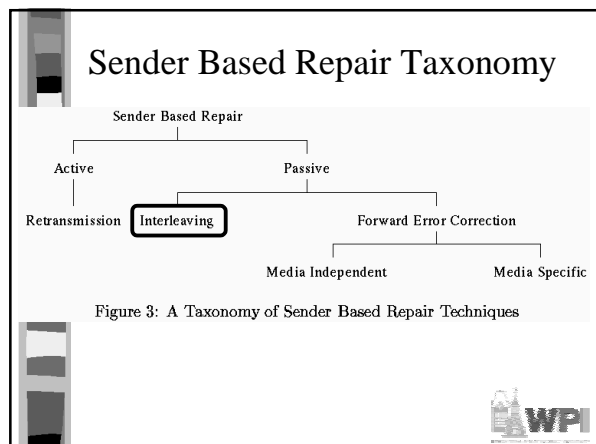 Sender Based Repair Taxonomy
Sender Based Repair
Active Passive
Retransmission Interleaving Forward Error Correction
Media Independent Media Specific
Figure 3: A Taxonomy of Sender Based Repair Techniques
WPI